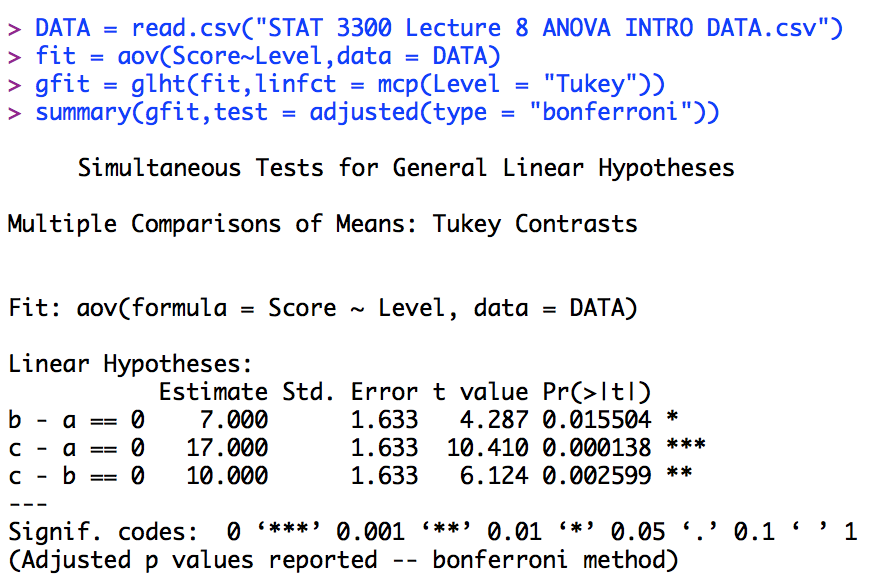 > DATA = read.csv("STAT 3300 Lecture 8 ANOVA INTRO DATA.csv")
> fit = aov(Score~Level,data = DATA)
> gfit = glht(fit,linfct = mcp(Level = "Tukey"))
> summary(gfit,test = adjusted(type = "bonferroni"))
Simultaneous Tests for General Linear Hypotheses
Multiple Comparisons of Means: Tukey Contrasts
Fit: aov(formula = Score ~ Level, data = DATA)
Linear Hypotheses:
Estimate Std. Error t value Pr(>|t|)
b - a == 0 7.000 1.633 4.287 0.015504 *
c - a == 0 17.000 1.633 10.410 0.000138 ***
c - b == 0 10.000 1.633 6.124 0.002599 **
---
Signif. codes: 0 ‘***’ 0.001 ‘**’ 0.01 ‘*’ 0.05 ‘.’ 0.1 ‘ ’ 1
(Adjusted p values reported -- bonferroni method)